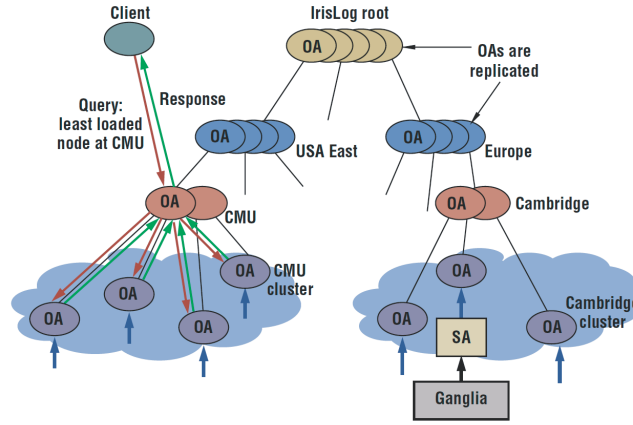 Client
IrisLog root
OA
OAs are
replicated
Query:
least loaded
node at CMU
Response
OA
USA East
OA
Europe
OA
CMU
OA
Cambridge
OA
CMU
cluster
OA
OA
OA
OA
OA
OA
Cambridge
cluster
SA
Ganglia